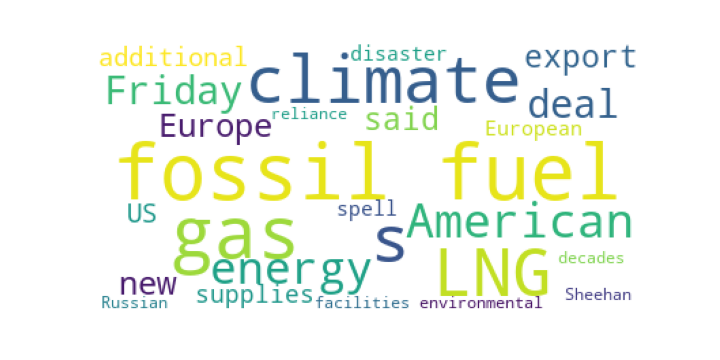 additional disaster export
Friday climate deal
Europe reliance said European
fossil fuel
US spell American
gas s
energy LNG decades
new supplies Sheehan
Russian facilities environmental